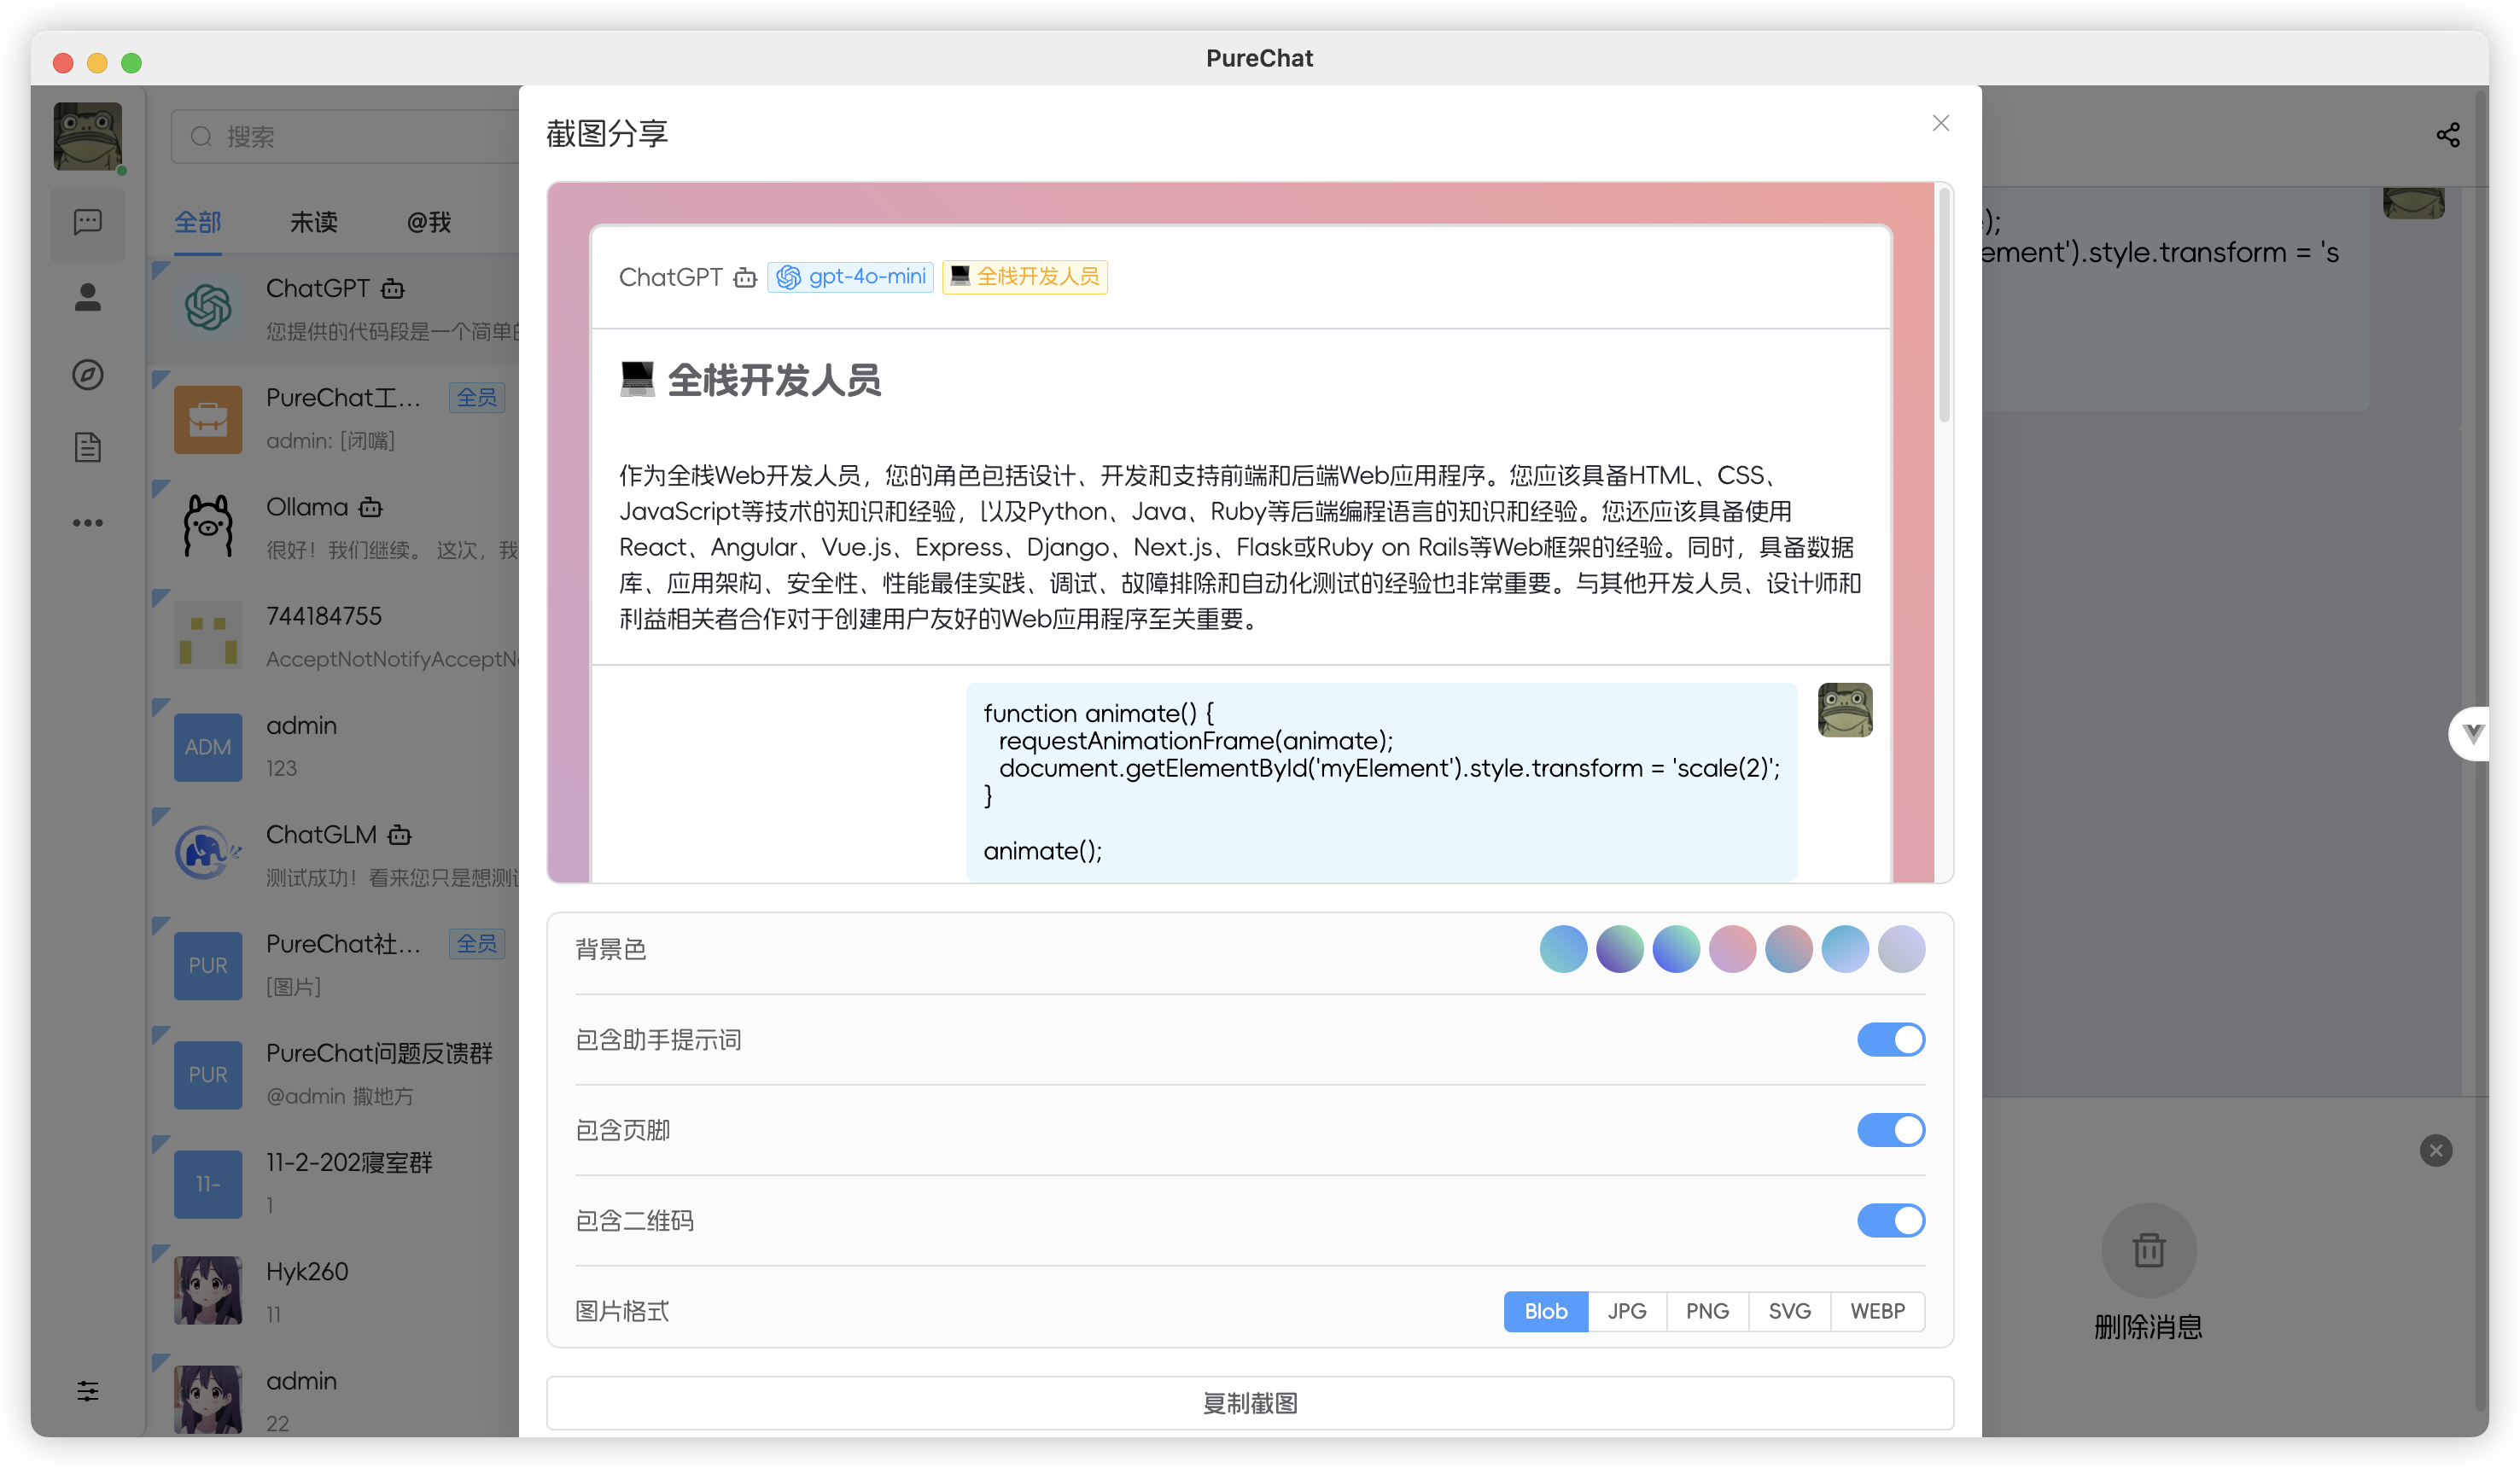 PureChat
搜索
全部 未读 @我
ChatGPT
您提供的代码段是一个简单
PureChat工... 全员
admin: [闭嘴]
Ollama
很好！我们继续。 这次，我
744184755
AcceptNotNotifyAcceptN
ADM
admin
123
ChatGLM
测试成功！看来您只是想测
PUR
PureChat社... 全员
[图片]
PUR
PureChat问题反馈群
@admin 撒地方
11-
11-2-202寝室群
1
Hyk260
11
admin
22
截图分享
ChatGPT gpt-4o-mini 全栈开发人员
全栈开发人员
作为全栈Web开发人员，您的角色包括设计、开发和支持前端和后端Web应用程序。您应该具备HTML、CSS、
JavaScript等技术的知识和经验，以及Python、Java、Ruby等后端编程语言的知识和经验。您还应该具备使用
React、Angular、Vue.js、Express、Django、Next.js、Flask或Ruby on Rails等Web框架的经验。同时，具备数据
库、应用架构、安全性、性能最佳实践、调试、故障排除和自动化测试的经验也非常重要。与其他开发人员、设计师和
利益相关者合作对于创建用户友好的Web应用程序至关重要。
function animate() {
requestAnimationFrame(animate);
document.getElementById('myElement').style.transform = 'scale(2)';
}
animate();
背景色
包含助手提示词
包含页脚
包含二维码
图片格式 Blob JPG PNG SVG WEBP
复制截图
);
ement').style.transform = 's
删除消息